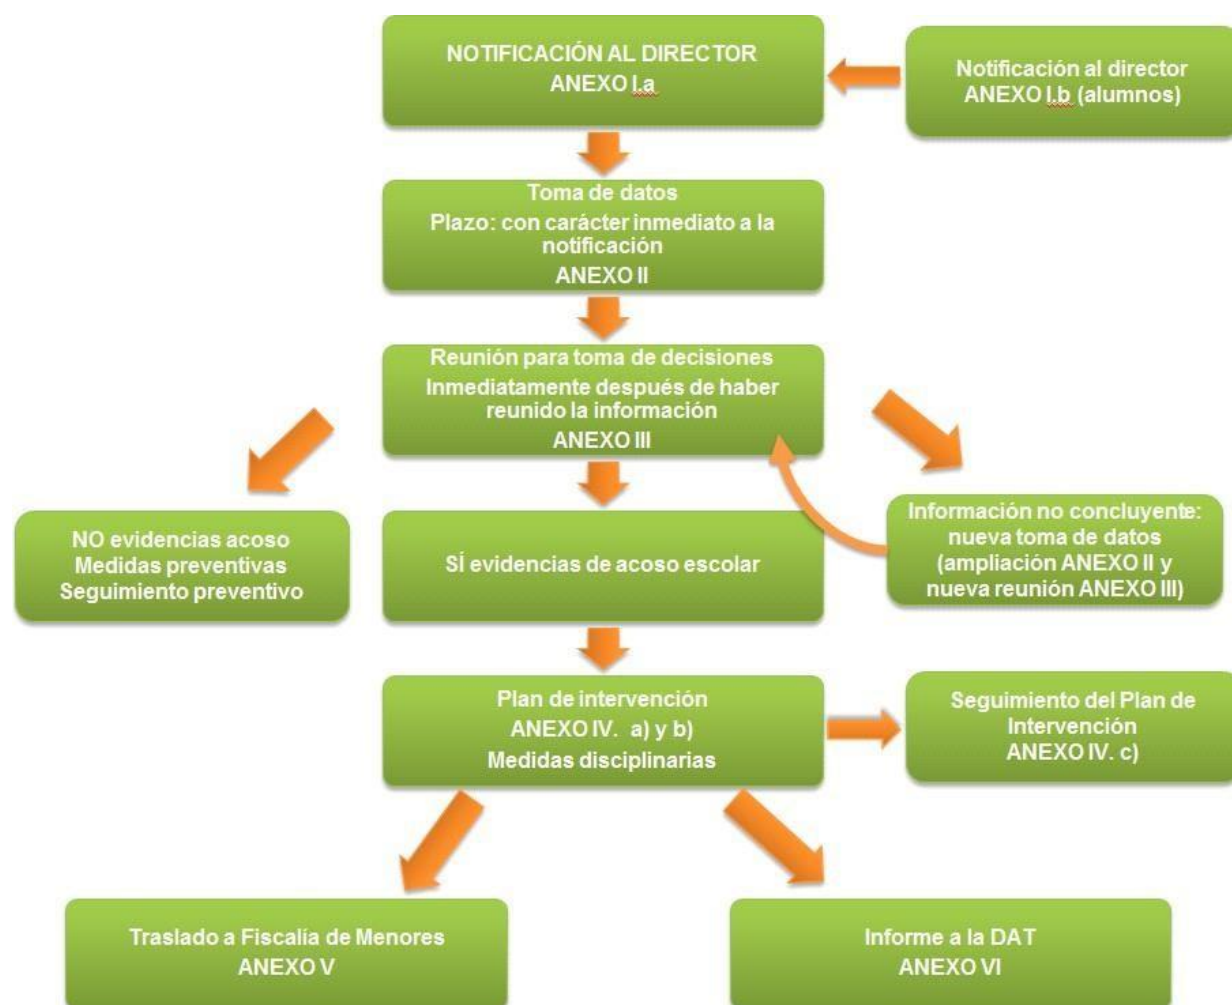 NOTIFICACIÓN AL DIRECTOR
ANEXO I.a
Notificación al director
ANEXO I.b (alumnos)
Toma de datos
Plazo: con carácter inmediato a la
notificación
ANEXO II
Reunión para toma de decisiones
Inmediatamente después de haber
reunido la información
ANEXO III
NO evidencias acoso
Medidas preventivas
Seguimiento preventivo
SÍ evidencias de acoso escolar
Información no concluyente:
nueva toma de datos
(ampliación ANEXO II y
nueva reunión ANEXO III)
Plan de intervención
ANEXO IV. a) y b)
Medidas disciplinarias
Seguimiento del Plan de
Intervención
ANEXO IV. c)
Traslado a Fiscalía de Menores
ANEXO V
Informe a la DAT
ANEXO VI